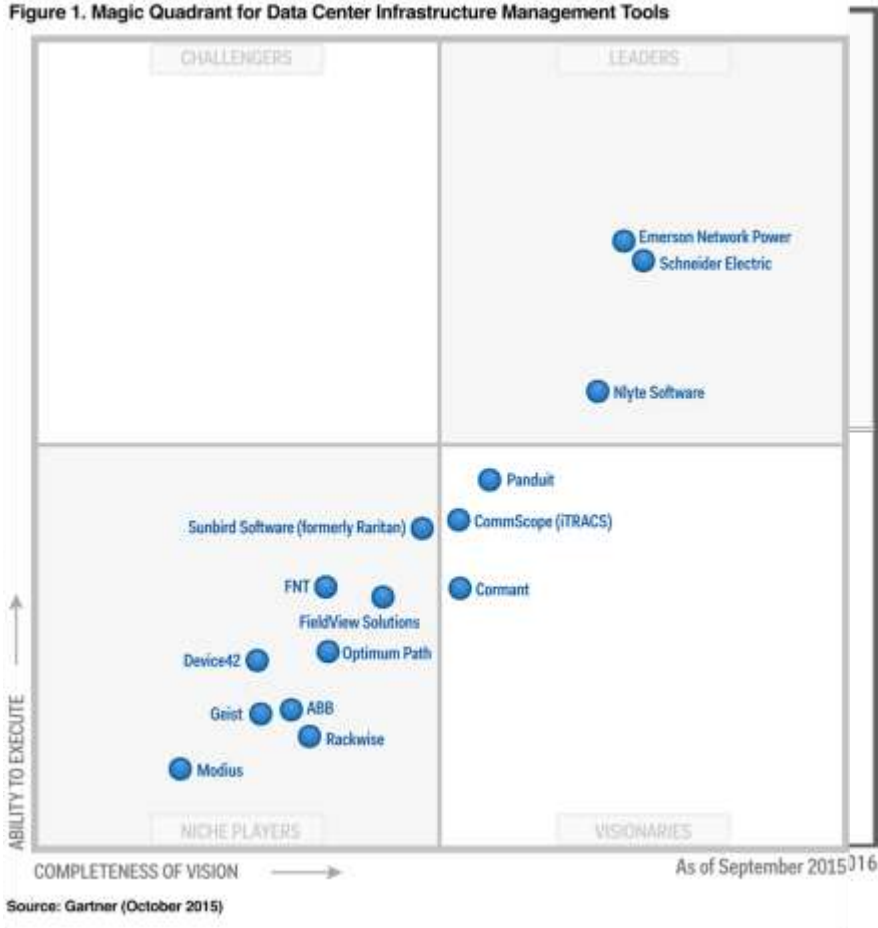 Figure 1. Magic Quadrant for Data Center Infrastructure Management Tools
CHALLENGERS
LEADERS
Emerson Network Power
Schneider Electric
Nlyte Software
Panduit
CommScope (iTRACS)
Sunbird Software (formerly Raritan)
FNT
Cormant
FieldView Solutions
Optimum Path
Device42
ABB
Geist
Rackwise
Modius
NICHE PLAYERS
VISIONARIES
ABILITY TO EXECUTE
COMPLETENESS OF VISION
As of September 2015
016
Source: Gartner (October 2015)